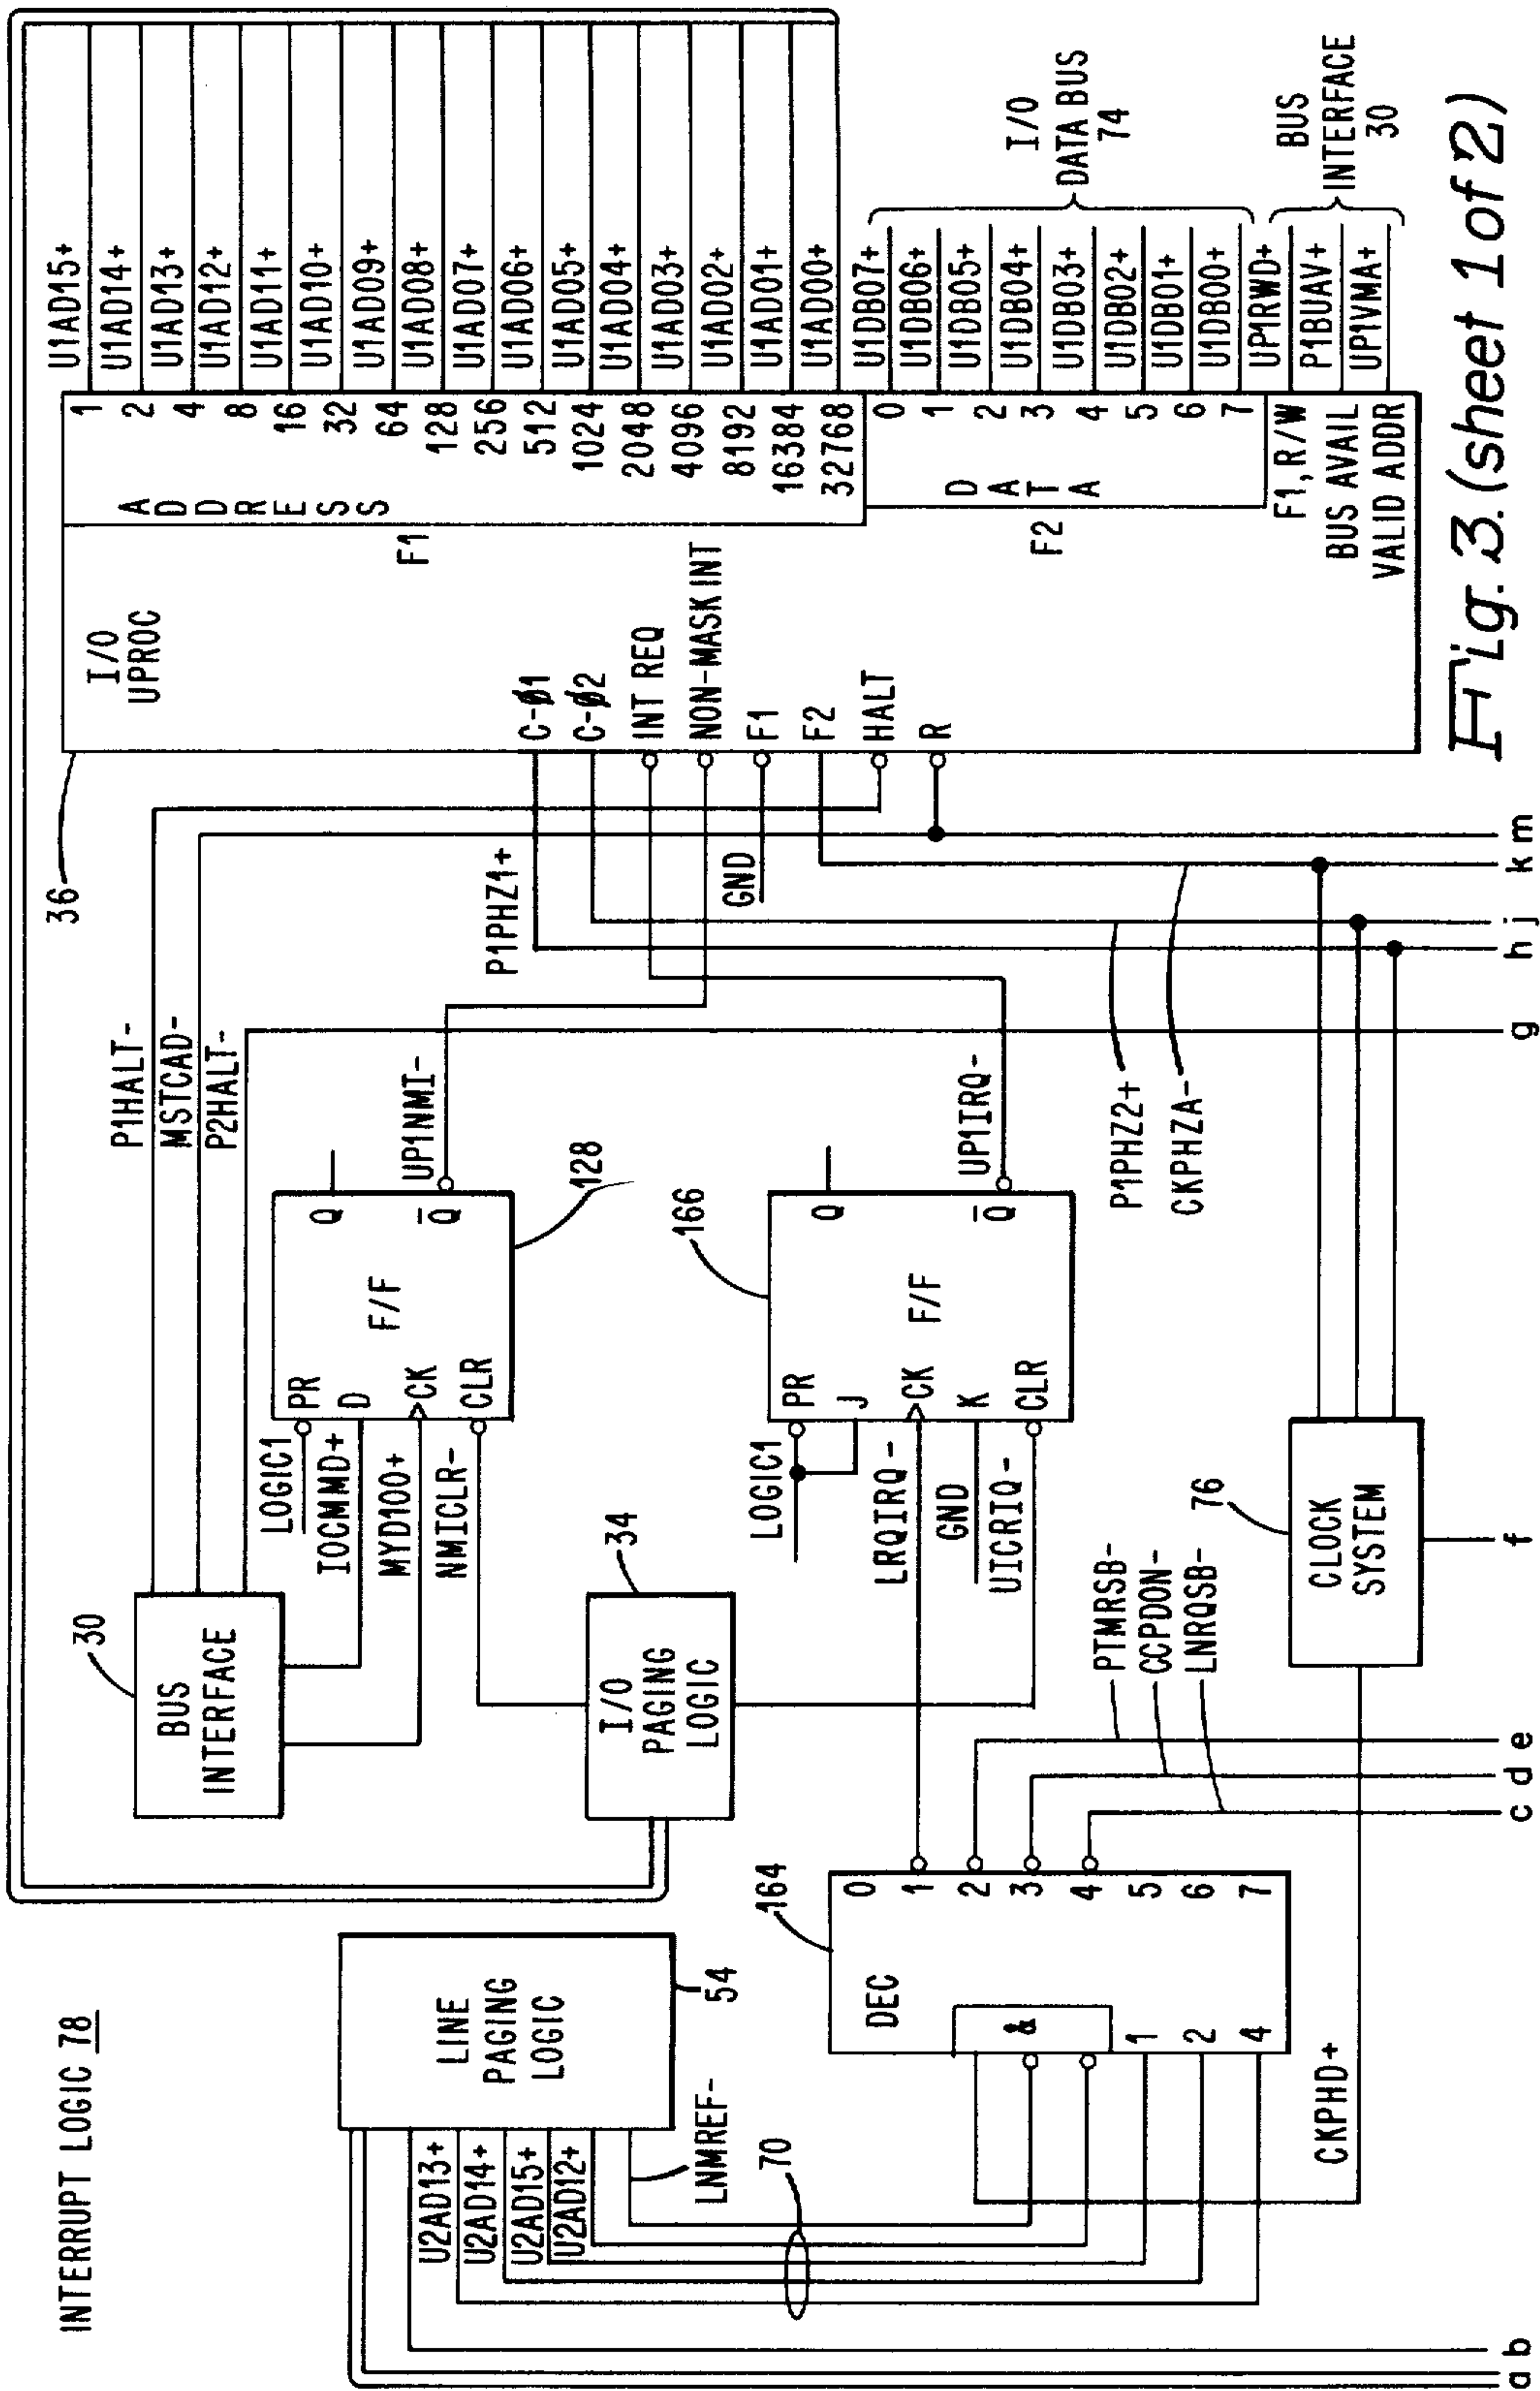 INTERRUPT LOGIC 78
30
BUS
INTERFACE
P1HALT-
MSTCAD-
P2HALT-
LOGIC1
IOCMMD+
MYD100+
NMICLR-
PR
D
CK
CLR
F/F
Q
Q̅
UP1NMI-
128
34
I/O
PAGING
LOGIC
166
LOGIC1
LRQIRQ-
GND
UICRIQ-
PR
J
CK
K
CLR
F/F
Q
Q̅
UP1IRQ-
LINE
PAGING
LOGIC
54
U2AD13+
U2AD14+
U2AD15+
U2AD12+
LNMREF-
70
164
DEC
&
1
2
4
0
1
2
3
4
5
6
7
PTMRSB-
CCPDON-
LNRQSB-
CKPHD+
76
CLOCK
SYSTEM
P1PHZ2+
CKPHZA-
P1PHZ1+
GND
36
I/O
UPROC
C-Ø1
C-Ø2
INT REQ
NON-MASK INT
F1
F2
HALT
R
ADDRESS
F1
1
2
4
8
16
32
64
128
256
512
1024
2048
4096
8192
16384
32768
DATA
F2
0
1
2
3
4
5
6
7
F1, R/W
BUS AVAIL
VALID ADDR
U1AD15+
U1AD14+
U1AD13+
U1AD12+
U1AD11+
U1AD10+
U1AD09+
U1AD08+
U1AD07+
U1AD06+
U1AD05+
U1AD04+
U1AD03+
U1AD02+
U1AD01+
U1AD00+
U1DB07+
U1DB06+
U1DB05+
U1DB04+
U1DB03+
U1DB02+
U1DB01+
U1DB00+
UP1RWD+
P1BUAV+
UP1VMA+
I/O
DATA BUS
74
BUS
INTERFACE
30
a b c d e f g h j k m
Fig. 3. (sheet 1 of 2)